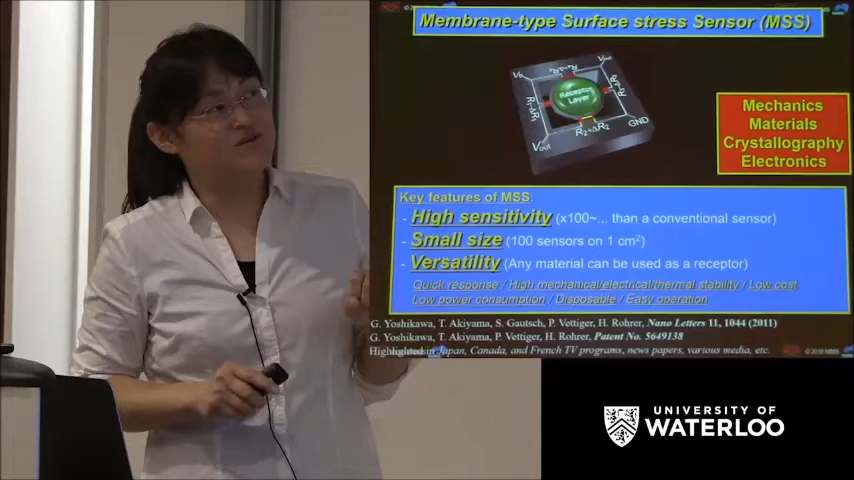 Membrane-type Surface stress Sensor (MSS)
Receptor
Layer
GND
Mechanics
Materials
Crystallography
Electronics
Key features of MSS:
- High sensitivity (x100~... than a conventional sensor)
- Small size (100 sensors on 1 cm²)
- Versatility (Any material can be used as a receptor)
Quick response / High mechanical/electrical/thermal stability / Low cost
Low power consumption / Disposable / Easy operation
G. Yoshikawa, T. Akiyama, S. Gautsch, P. Vettiger, H. Rohrer, Nano Letters 11, 1044 (2011)
G. Yoshikawa, T. Akiyama, P. Vettiger, H. Rohrer, Patent No. 5649138
Highlighted in Japan, Canada, and French TV programs, news papers, various media, etc.
UNIVERSITY OF
WATERLOO